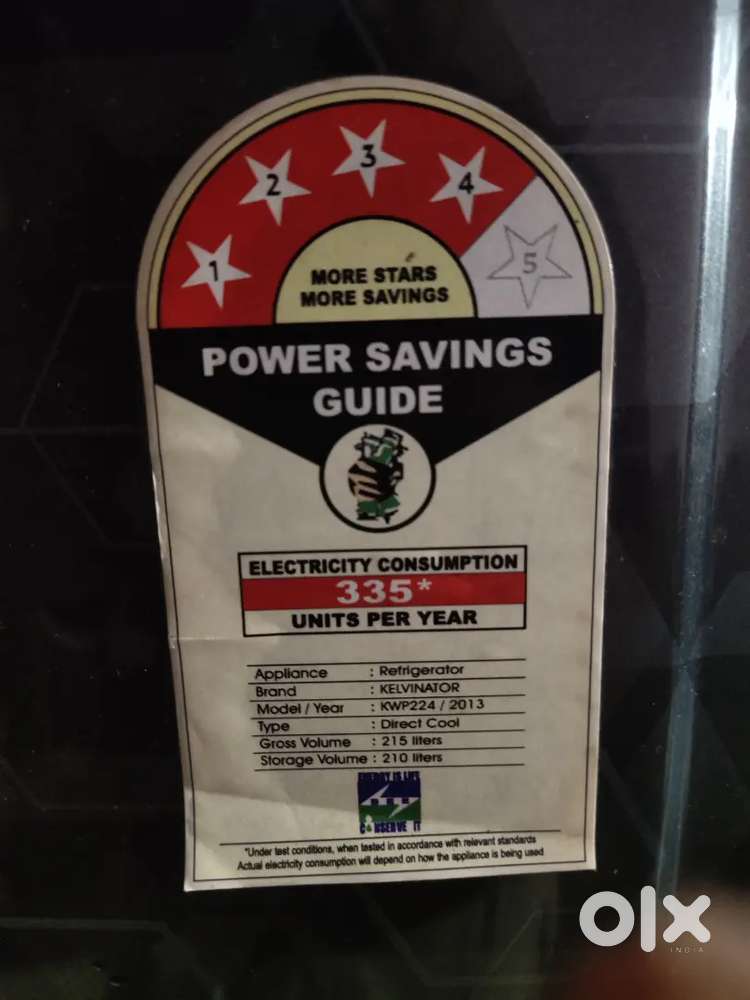 1 2 3 4 5
MORE STARS
MORE SAVINGS
POWER SAVINGS
GUIDE
ELECTRICITY CONSUMPTION
335*
UNITS PER YEAR
Appliance : Refrigerator
Brand : KELVINATOR
Model / Year : KWP224 / 2013
Type : Direct Cool
Gross Volume : 215 liters
Storage Volume : 210 liters
ENERGY IS LIFE
CONSERVE IT
*Under test conditions, when tested in accordance with relevant standards
Actual electricity consumption will depend on how the appliance is being used
olx
INDIA